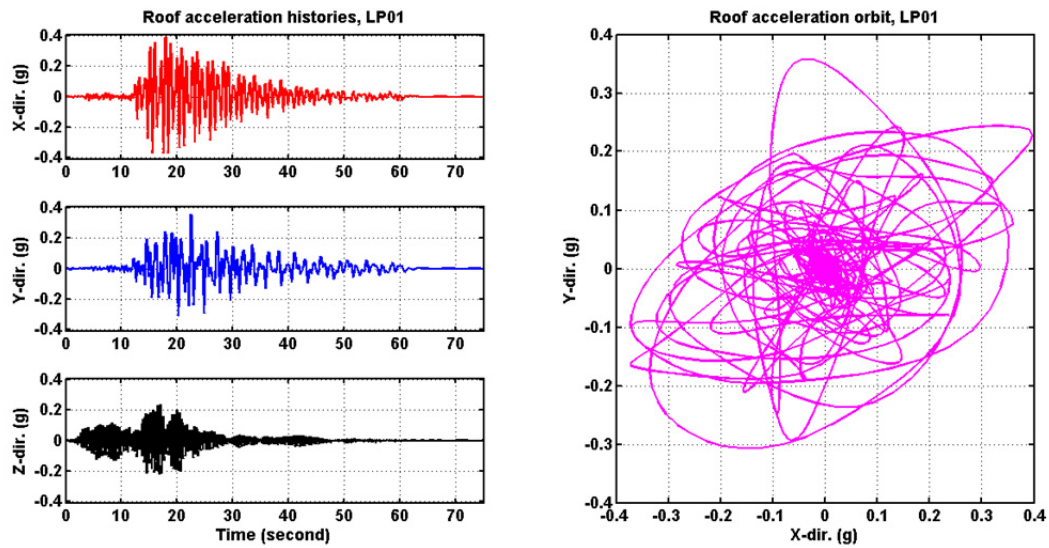 Roof acceleration histories, LP01
0.4
0.2
0
-0.2
-0.4
X-dir. (g)
0 10 20 30 40 50 60 70
0.4
0.2
0
-0.2
-0.4
Y-dir. (g)
0 10 20 30 40 50 60 70
0.4
0.2
0
-0.2
-0.4
Z-dir. (g)
0 10 20 30 40 50 60 70
Time (second)
Roof acceleration orbit, LP01
0.4
0.3
0.2
0.1
0
-0.1
-0.2
-0.3
-0.4
Y-dir. (g)
-0.4 -0.3 -0.2 -0.1 0 0.1 0.2 0.3 0.4
X-dir. (g)